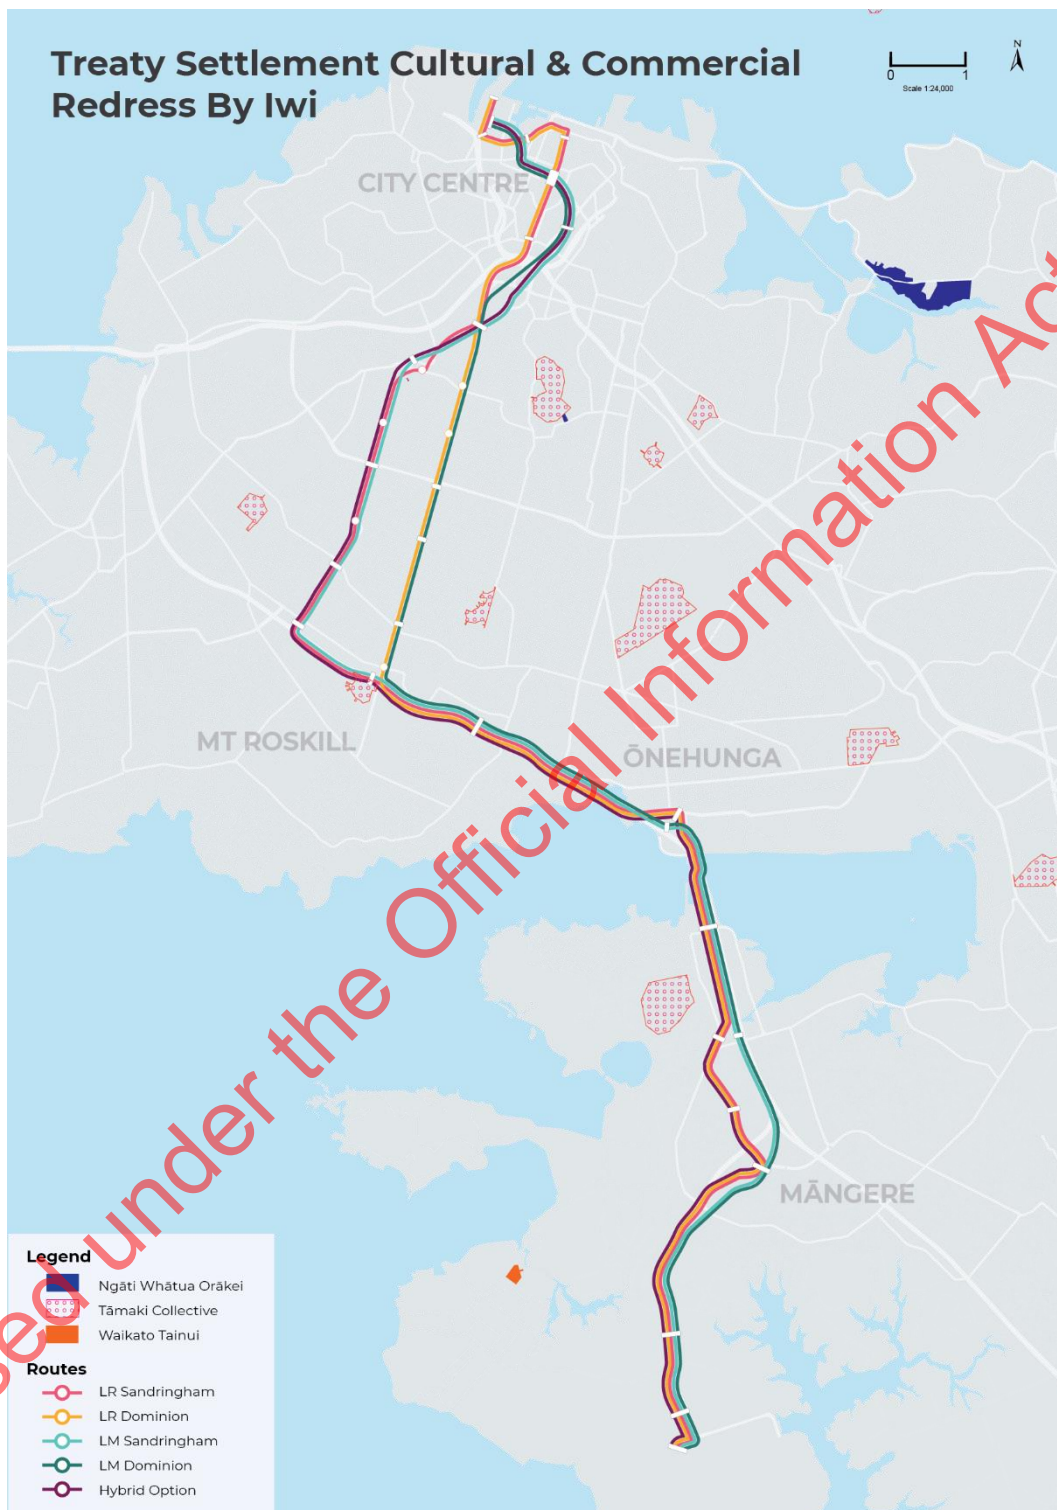 Treaty Settlement Cultural & Commercial
Redress By Iwi
N
0 1
Scale 1:24,000
CITY CENTRE
MT ROSKILL
ŌNEHUNGA
MĀNGERE
Legend
Ngāti Whātua Orākei
Tāmaki Collective
Waikato Tainui
Routes
LR Sandringham
LR Dominion
LM Sandringham
LM Dominion
Hybrid Option
sed under the Official Information Act